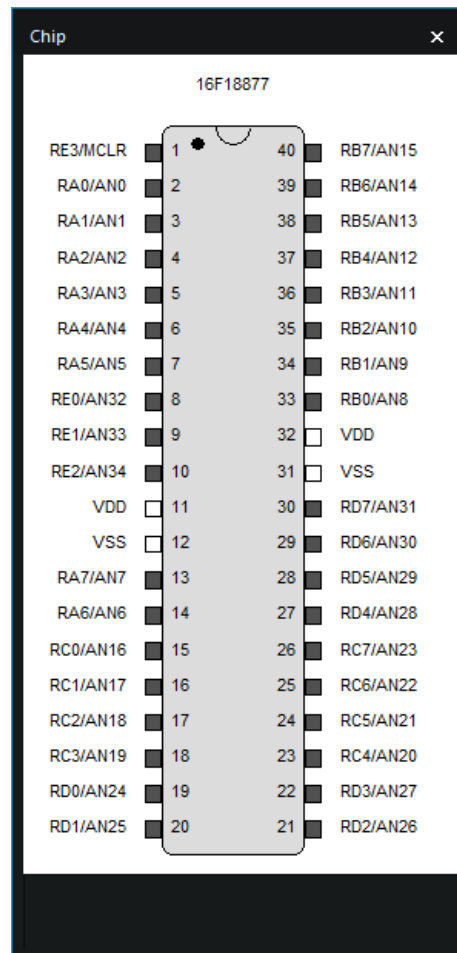 Chip ×
16F18877
RE3/MCLR 1 40 RB7/AN15
RA0/AN0 2 39 RB6/AN14
RA1/AN1 3 38 RB5/AN13
RA2/AN2 4 37 RB4/AN12
RA3/AN3 5 36 RB3/AN11
RA4/AN4 6 35 RB2/AN10
RA5/AN5 7 34 RB1/AN9
RE0/AN32 8 33 RB0/AN8
RE1/AN33 9 32 VDD
RE2/AN34 10 31 VSS
VDD 11 30 RD7/AN31
VSS 12 29 RD6/AN30
RA7/AN7 13 28 RD5/AN29
RA6/AN6 14 27 RD4/AN28
RC0/AN16 15 26 RC7/AN23
RC1/AN17 16 25 RC6/AN22
RC2/AN18 17 24 RC5/AN21
RC3/AN19 18 23 RC4/AN20
RD0/AN24 19 22 RD3/AN27
RD1/AN25 20 21 RD2/AN26